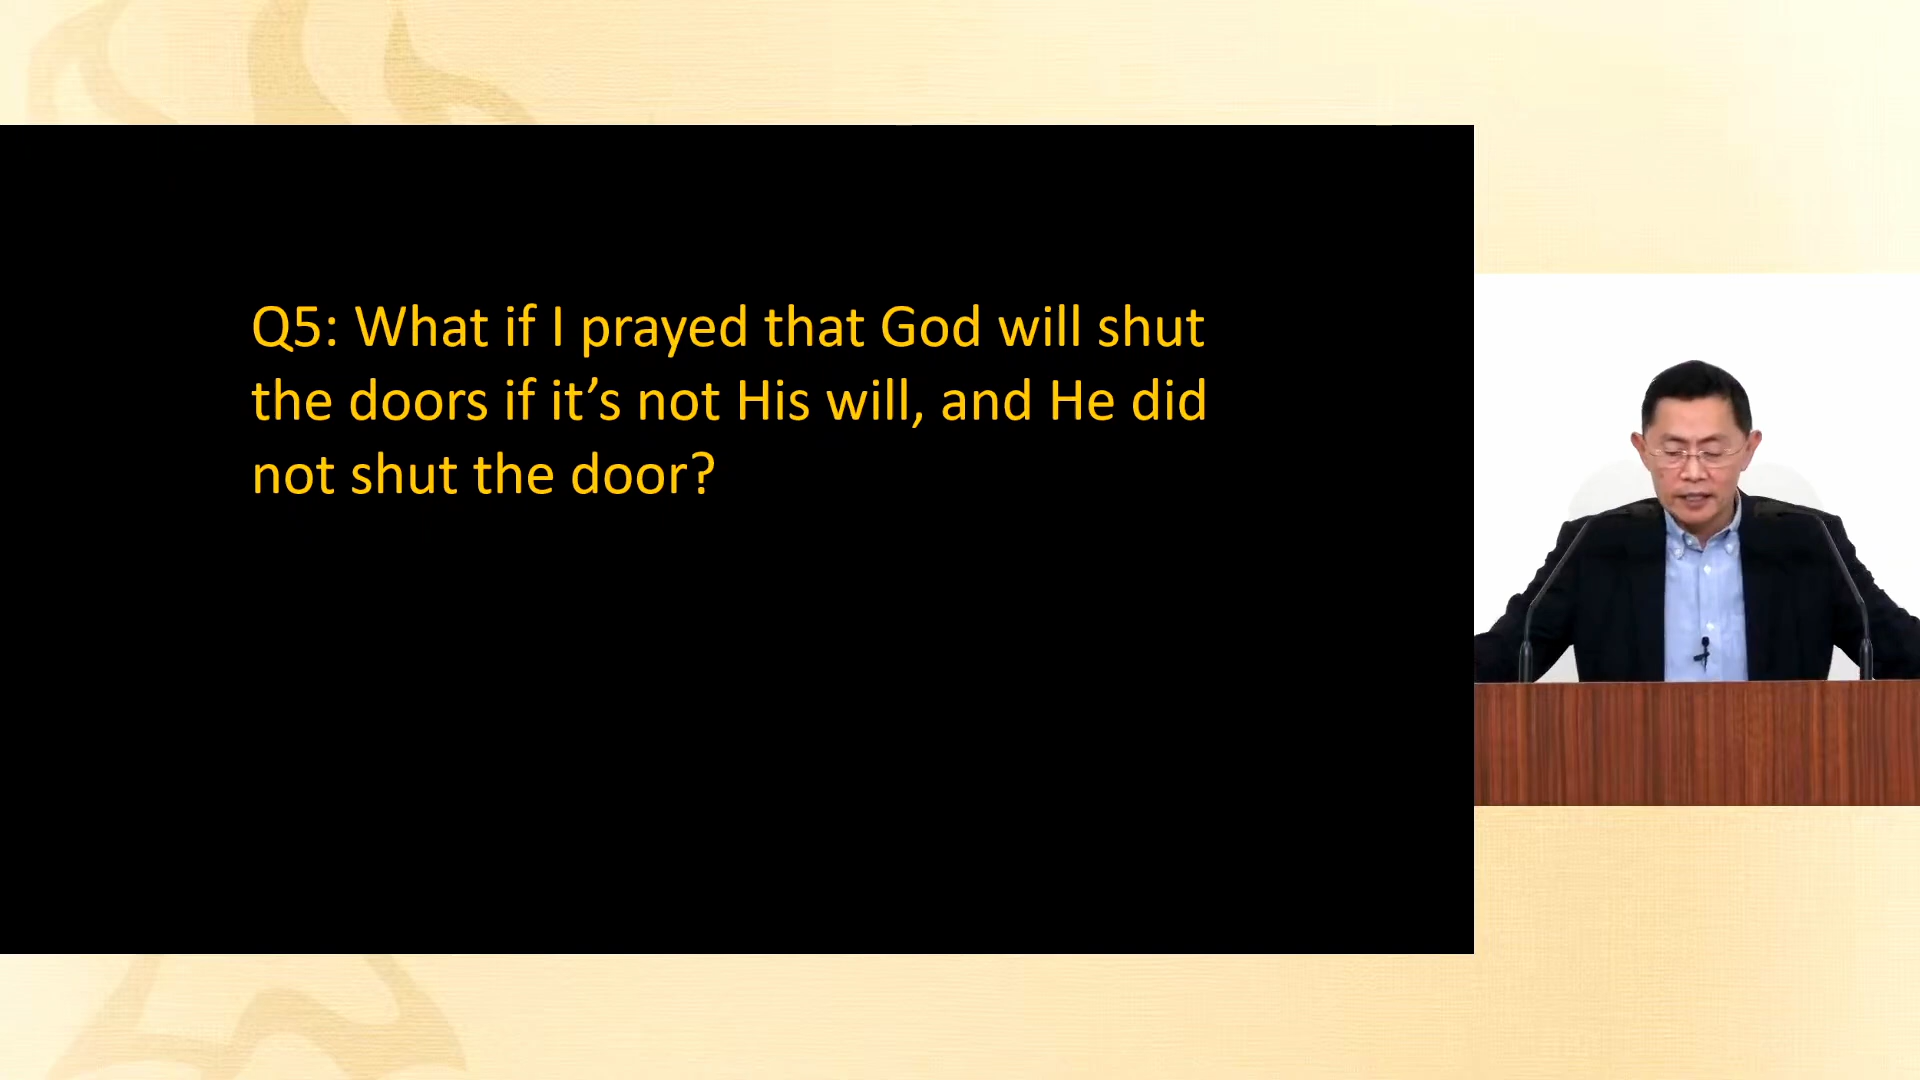 Q5: What if I prayed that God will shut
the doors if it’s not His will, and He did
not shut the door?